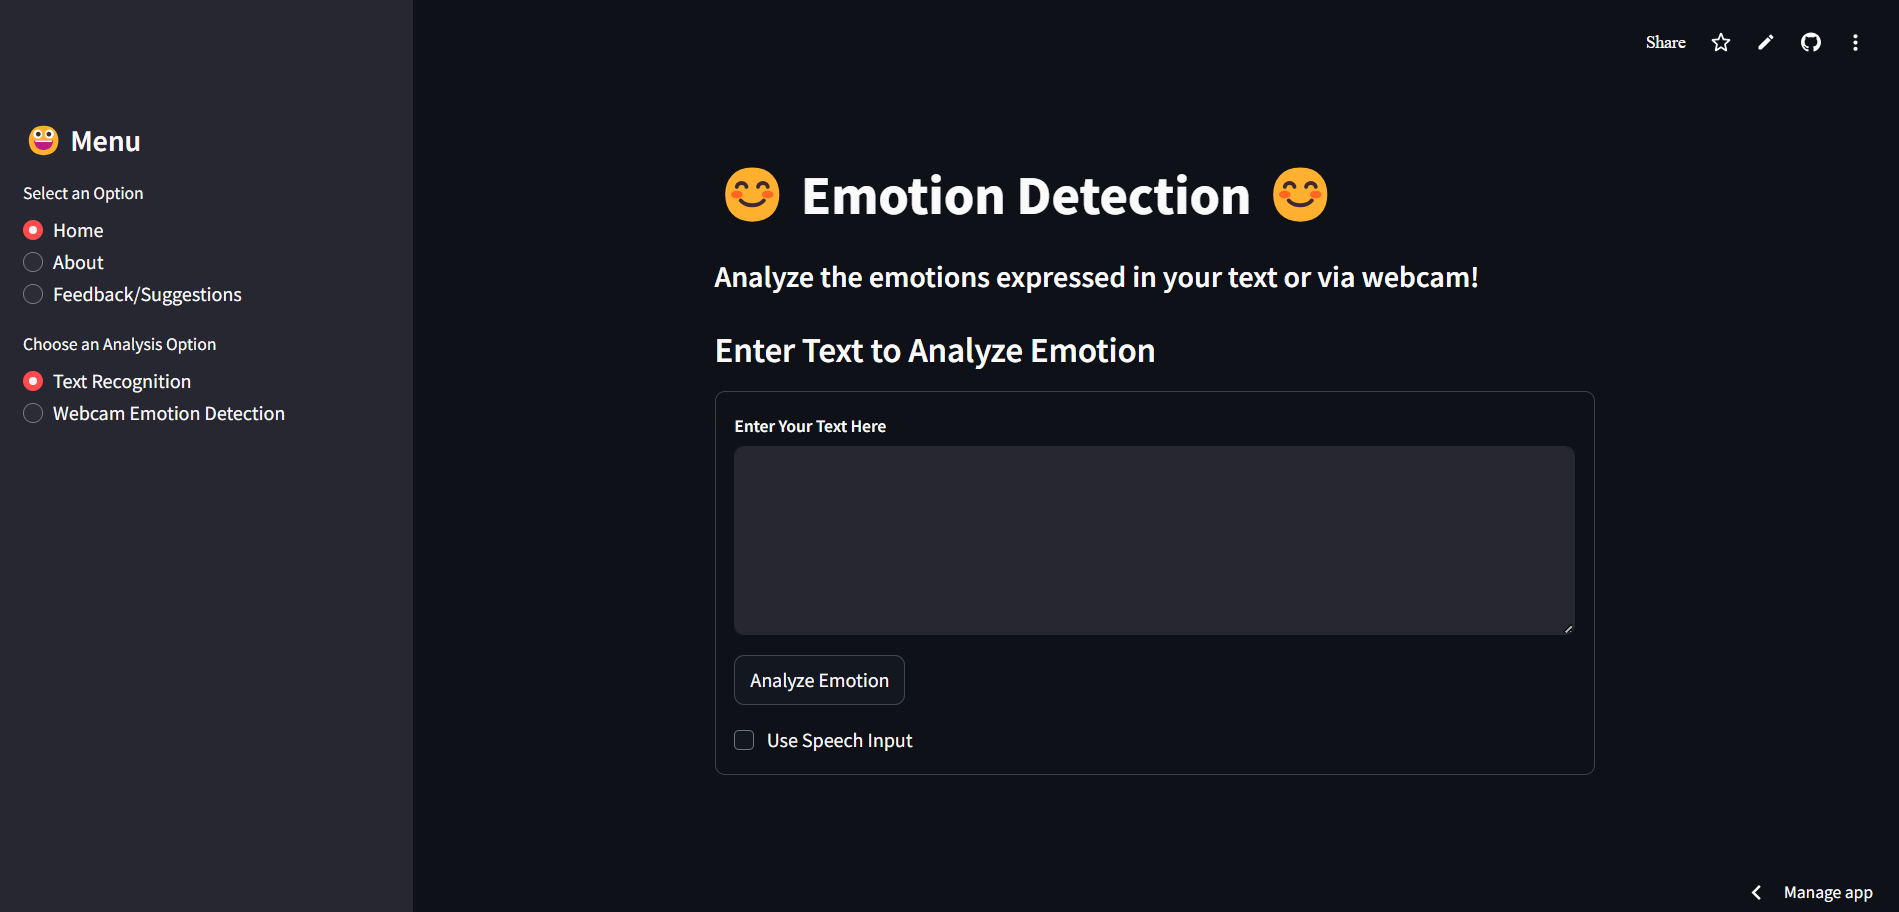 Share
Menu
Select an Option
Home
About
Feedback/Suggestions
Choose an Analysis Option
Text Recognition
Webcam Emotion Detection
Emotion Detection
Analyze the emotions expressed in your text or via webcam!
Enter Text to Analyze Emotion
Enter Your Text Here
Analyze Emotion
Use Speech Input
Manage app